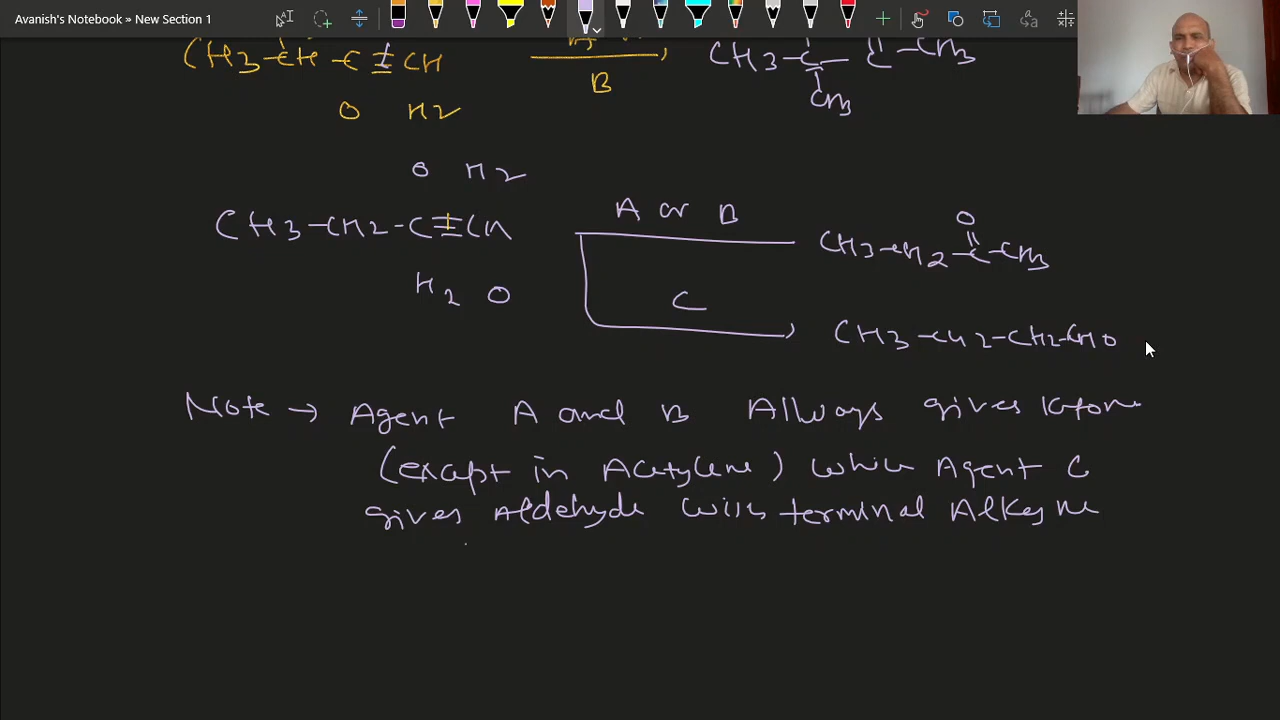 Avanish's Notebook » New Section 1
CH3-CH-C≡CH
B
CH3-C-C-CH3
CH3
O H2
O H2
CH3-CH2-C≡CH
A or B
O
CH3-CH2-C-CH3
H2 O
C
CH3-CH2-CH2-CHO
Note → Agent A and B Always gives Ketone
(except in Acetylene) while Agent C
gives Aldehyde with terminal Alkyne